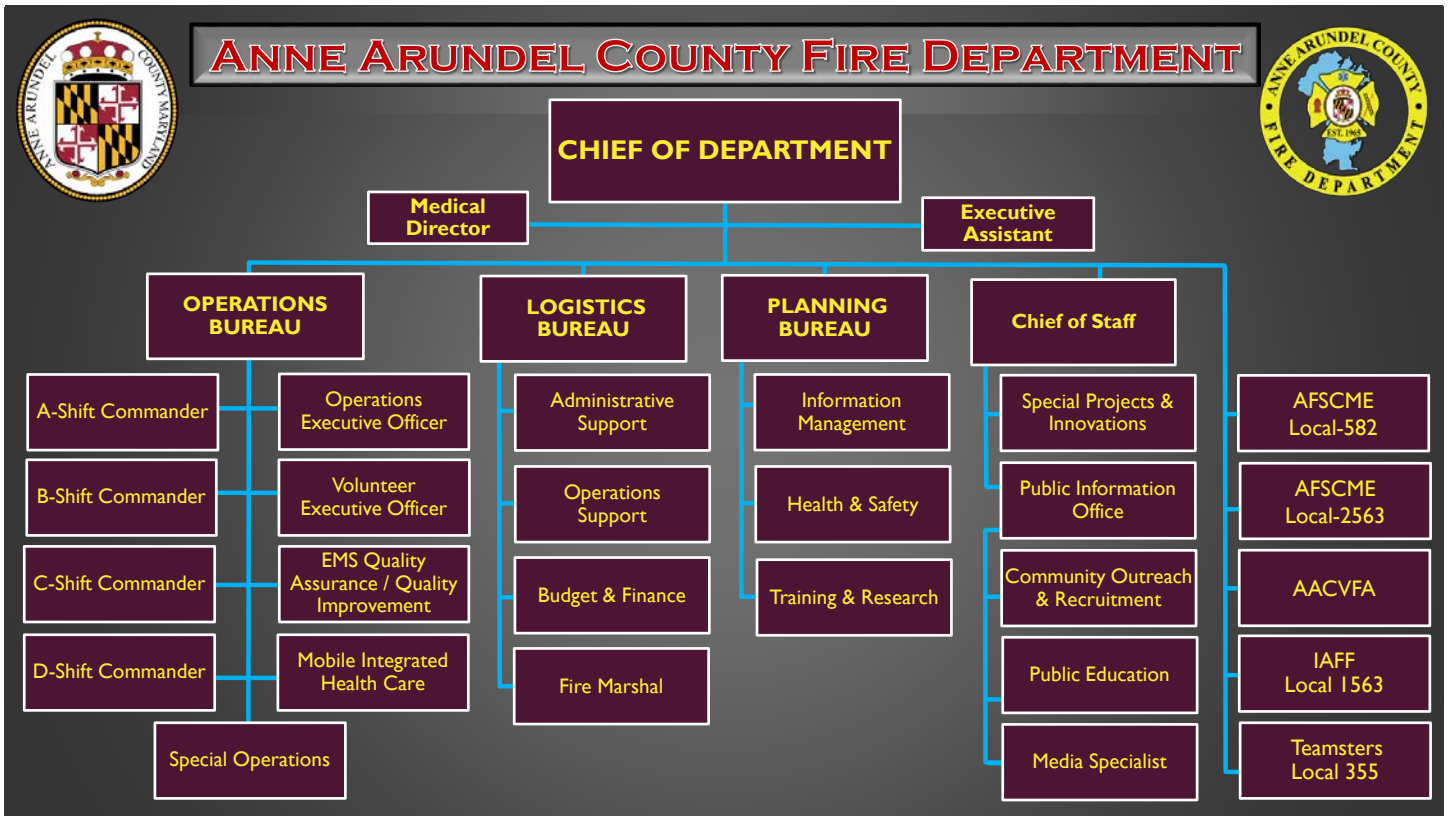 ANNE ARUNDEL COUNTY FIRE DEPARTMENT
ANNE ARUNDEL COUNTY MARYLAND
ANNE ARUNDEL COUNTY
EST. 1965
FIRE DEPARTMENT
CHIEF OF DEPARTMENT
Medical
Director
Executive
Assistant
OPERATIONS
BUREAU
A-Shift Commander
Operations
Executive Officer
B-Shift Commander
Volunteer
Executive Officer
C-Shift Commander
EMS Quality
Assurance / Quality
Improvement
D-Shift Commander
Mobile Integrated
Health Care
Special Operations
LOGISTICS
BUREAU
Administrative
Support
Operations
Support
Budget & Finance
Fire Marshal
PLANNING
BUREAU
Information
Management
Health & Safety
Training & Research
Chief of Staff
Special Projects &
Innovations
Public Information
Office
Community Outreach
& Recruitment
Public Education
Media Specialist
AFSCME
Local-582
AFSCME
Local-2563
AACVFA
IAFF
Local 1563
Teamsters
Local 355